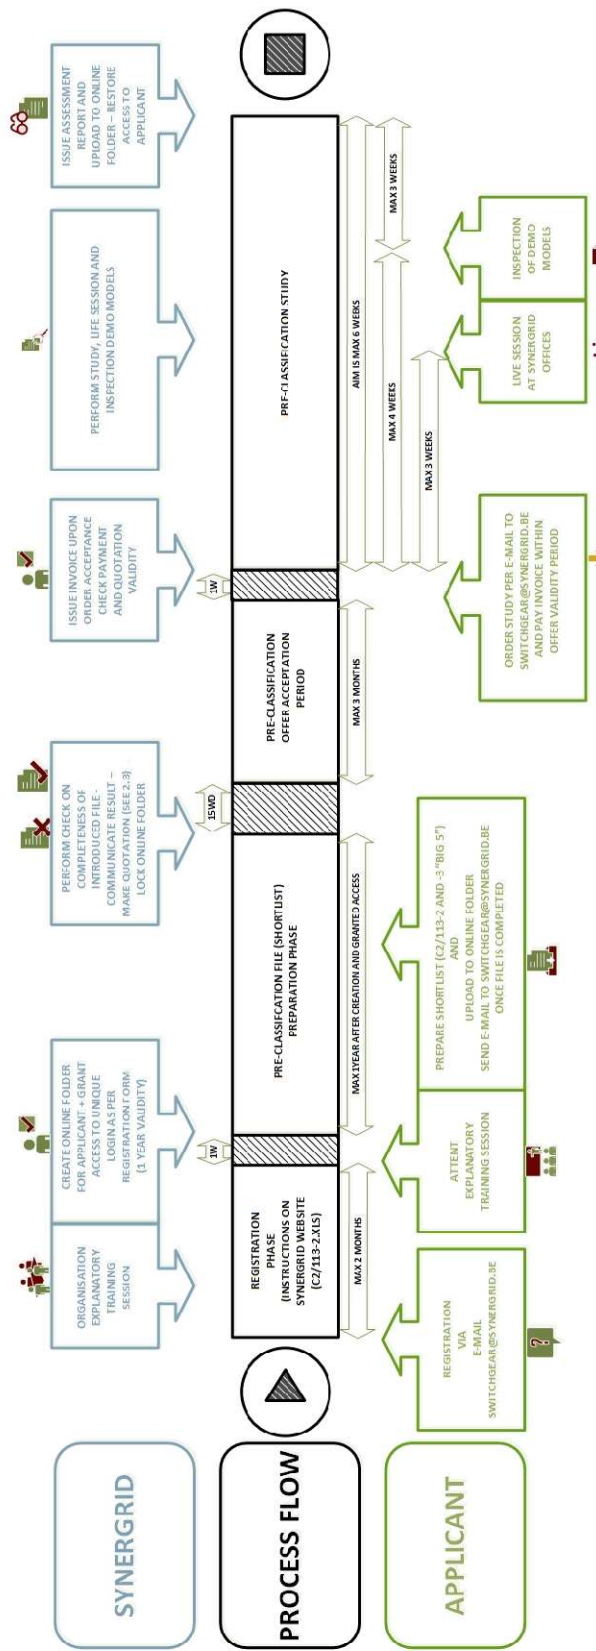 SYNERGRID
ORGANISATION
EXPLANATORY
TRAINING
SESSION
CREATE ONLINE FOLDER
FOR APPLICANT + GRANT
ACCESS TO UNIQUE
LOGIN AS PER
REGISTRATION FORM
(1 YEAR VALIDITY)
PERFORM CHECK ON
COMPLETENESS OF
INTRODUCED FILE -
COMMUNICATE RESULT –
MAKE QUOTATION (SEE 2.3)
LOCK ONLINE FOLDER
ISSUE INVOICE UPON
ORDER ACCEPTANCE
CHECK PAYMENT
AND QUOTATION
VALIDITY
PERFORM STUDY, LIFE SESSION AND
INSPECTION DEMO MODELS
ISSUE ASSESSMENT
REPORT AND
UPLOAD TO ONLINE
FOLDER – RESTORE
ACCESS TO
APPLICANT
PROCESS FLOW
1W
15WD
1W
REGISTRATION
PHASE
(INSTRUCTIONS ON
SYNERGRID WEBSITE
(C2/113-2.XLS)
PRE-CLASSIFCATION FILE (SHORTLIST)
PREPARATION PHASE
PRE-CLASSIFICATION
OFFER ACCEPTATION
PERIOD
PRE-CLASSIFICATION STUDY
MAX 2 MONTHS
MAX 1 YEAR AFTER CREATION AND GRANTED ACCESS
MAX 3 MONTHS
AIM IS MAX 6 WEEKS
MAX 4 WEEKS
MAX 3 WEEKS
MAX 3 WEEKS
APPLICANT
REGISTRATION
VIA
E-MAIL
SWITCHGEAR@SYNERGRID.BE
?
ATTENT
EXPLANATORY
TRAINING SESSION
PREPARE SHORTLIST (C2/113-2 AND -3 "BIG 5")
AND
UPLOAD TO ONLINE FOLDER
SEND E-MAIL TO SWITCHGEAR@SYNERGRID.BE
ONCE FILE IS COMPLETED
ORDER STUDY PER E-MAIL TO
SWITCHGEAR@SYNERGRID.BE
AND PAY INVOICE WITHIN
OFFER VALIDITY PERIOD
LIVE SESSION
AT SYNERGRID
OFFICES
INSPECTION
OF DEMO
MODELS